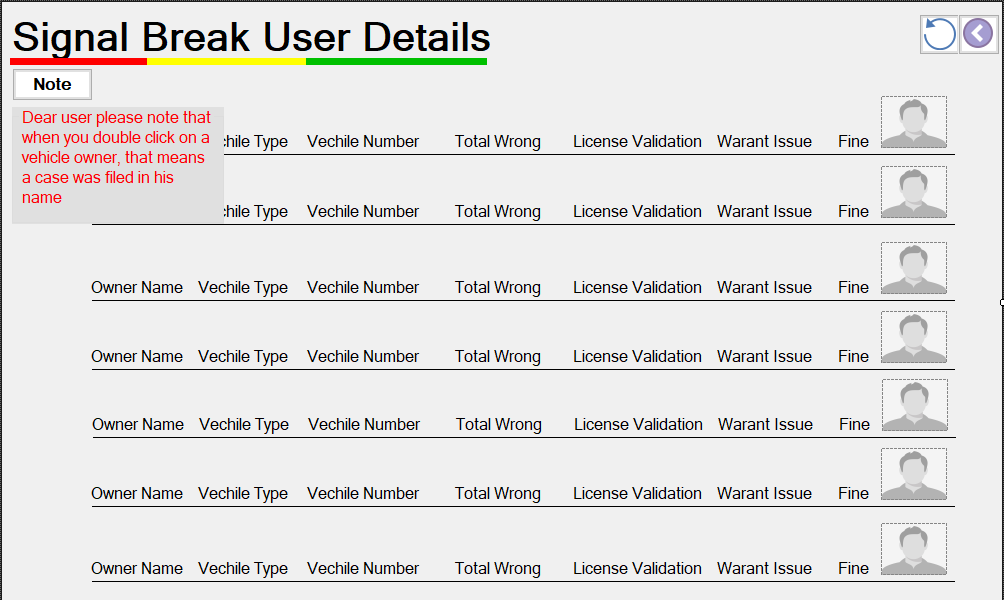 Signal Break User Details
Note
Dear user please note that
when you double click on a
vehicle owner, that means
a case was filed in his
name
chile Type Vechile Number Total Wrong License Validation Warant Issue Fine
chile Type Vechile Number Total Wrong License Validation Warant Issue Fine
Owner Name Vechile Type Vechile Number Total Wrong License Validation Warant Issue Fine
Owner Name Vechile Type Vechile Number Total Wrong License Validation Warant Issue Fine
Owner Name Vechile Type Vechile Number Total Wrong License Validation Warant Issue Fine
Owner Name Vechile Type Vechile Number Total Wrong License Validation Warant Issue Fine
Owner Name Vechile Type Vechile Number Total Wrong License Validation Warant Issue Fine